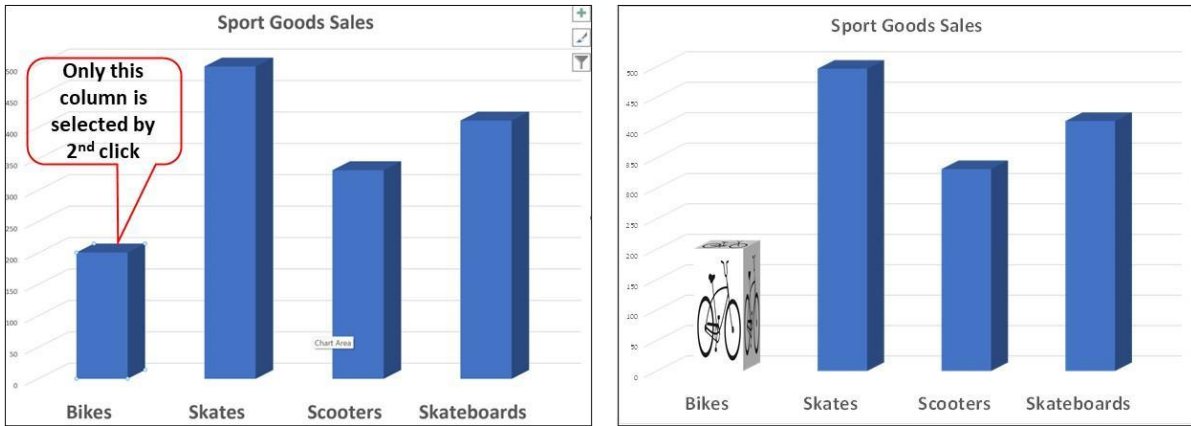 Sport Goods Sales
500
450
400
350
300
250
200
150
100
50
0
Only this
column is
selected by
2nd click
Chart Area
Bikes Skates Scooters Skateboards
Sport Goods Sales
500
450
400
350
300
250
200
150
100
50
0
Bikes Skates Scooters Skateboards